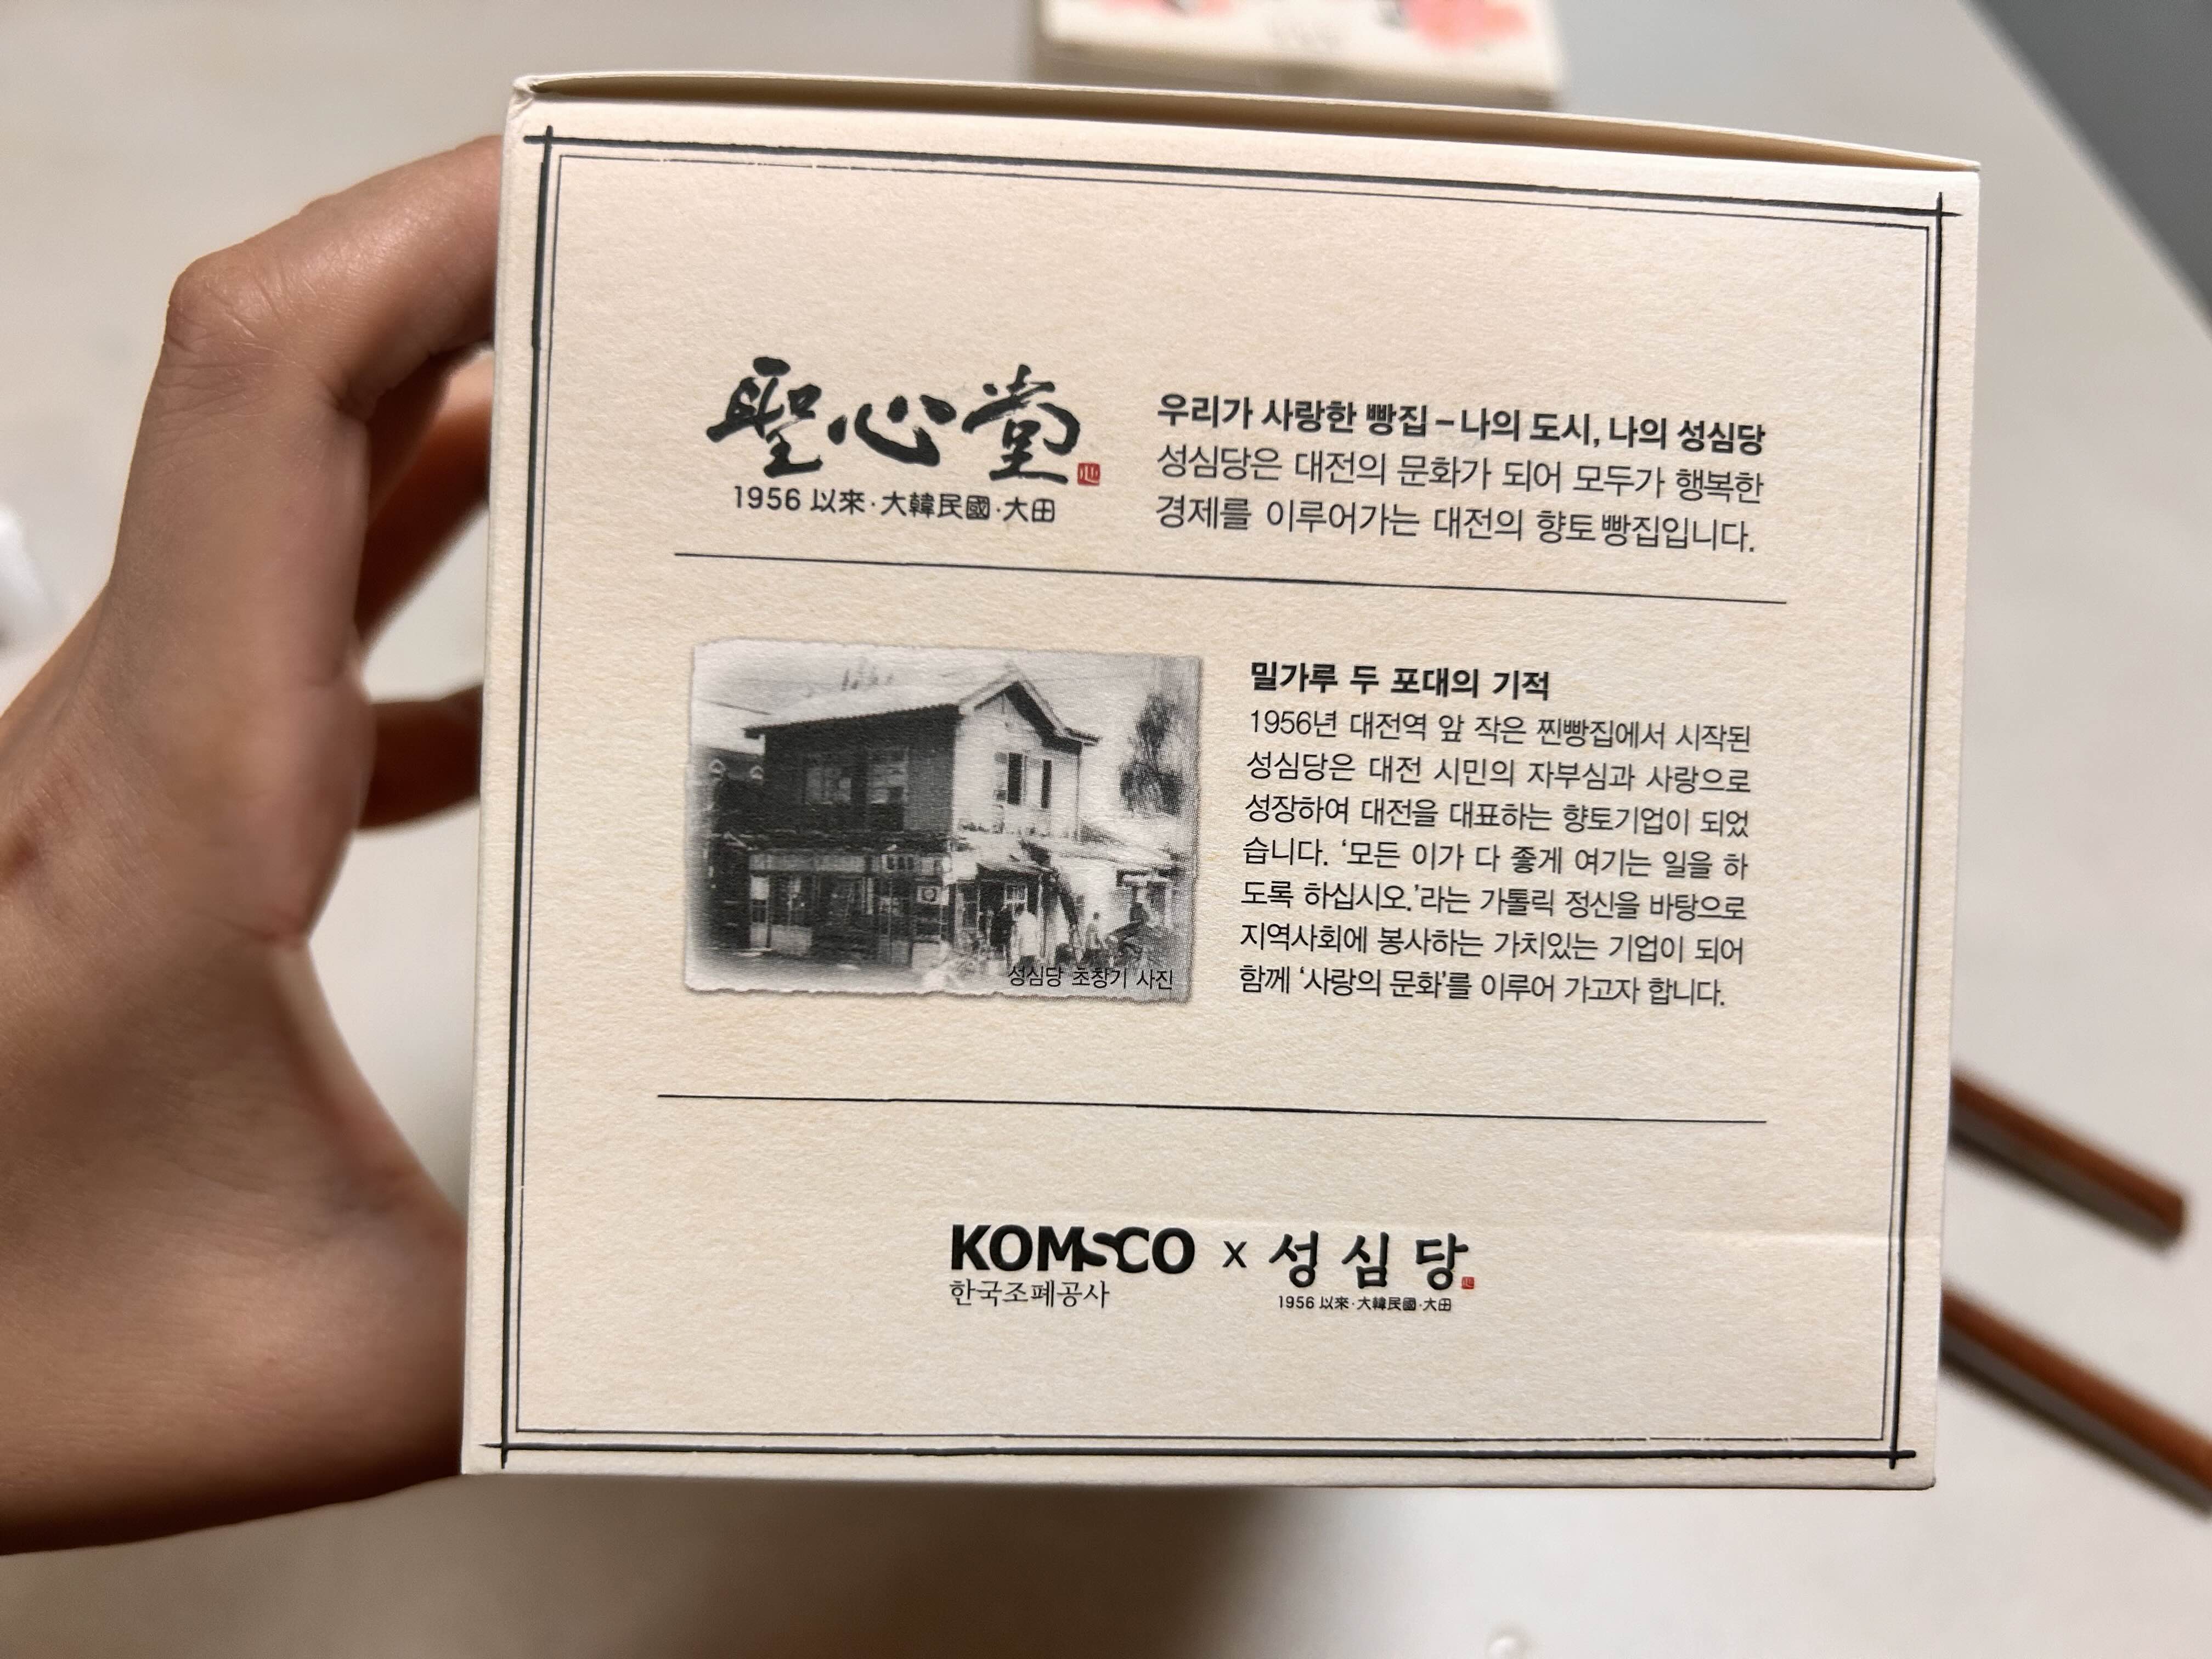 聖心堂
心
1956 以來·大韓民國·大田
우리가 사랑한 빵집 – 나의 도시, 나의 성심당
성심당은 대전의 문화가 되어 모두가 행복한
경제를 이루어가는 대전의 향토빵집입니다.
성심당 초창기 사진
밀가루 두 포대의 기적
1956년 대전역 앞 작은 찐빵집에서 시작된
성심당은 대전 시민의 자부심과 사랑으로
성장하여 대전을 대표하는 향토기업이 되었
습니다. ‘모든 이가 다 좋게 여기는 일을 하
도록 하십시오.’라는 가톨릭 정신을 바탕으로
지역사회에 봉사하는 가치있는 기업이 되어
함께 ‘사랑의 문화’를 이루어 가고자 합니다.
KOMSCO x 성심당
한국조폐공사
1956 以來·大韓民國·大田